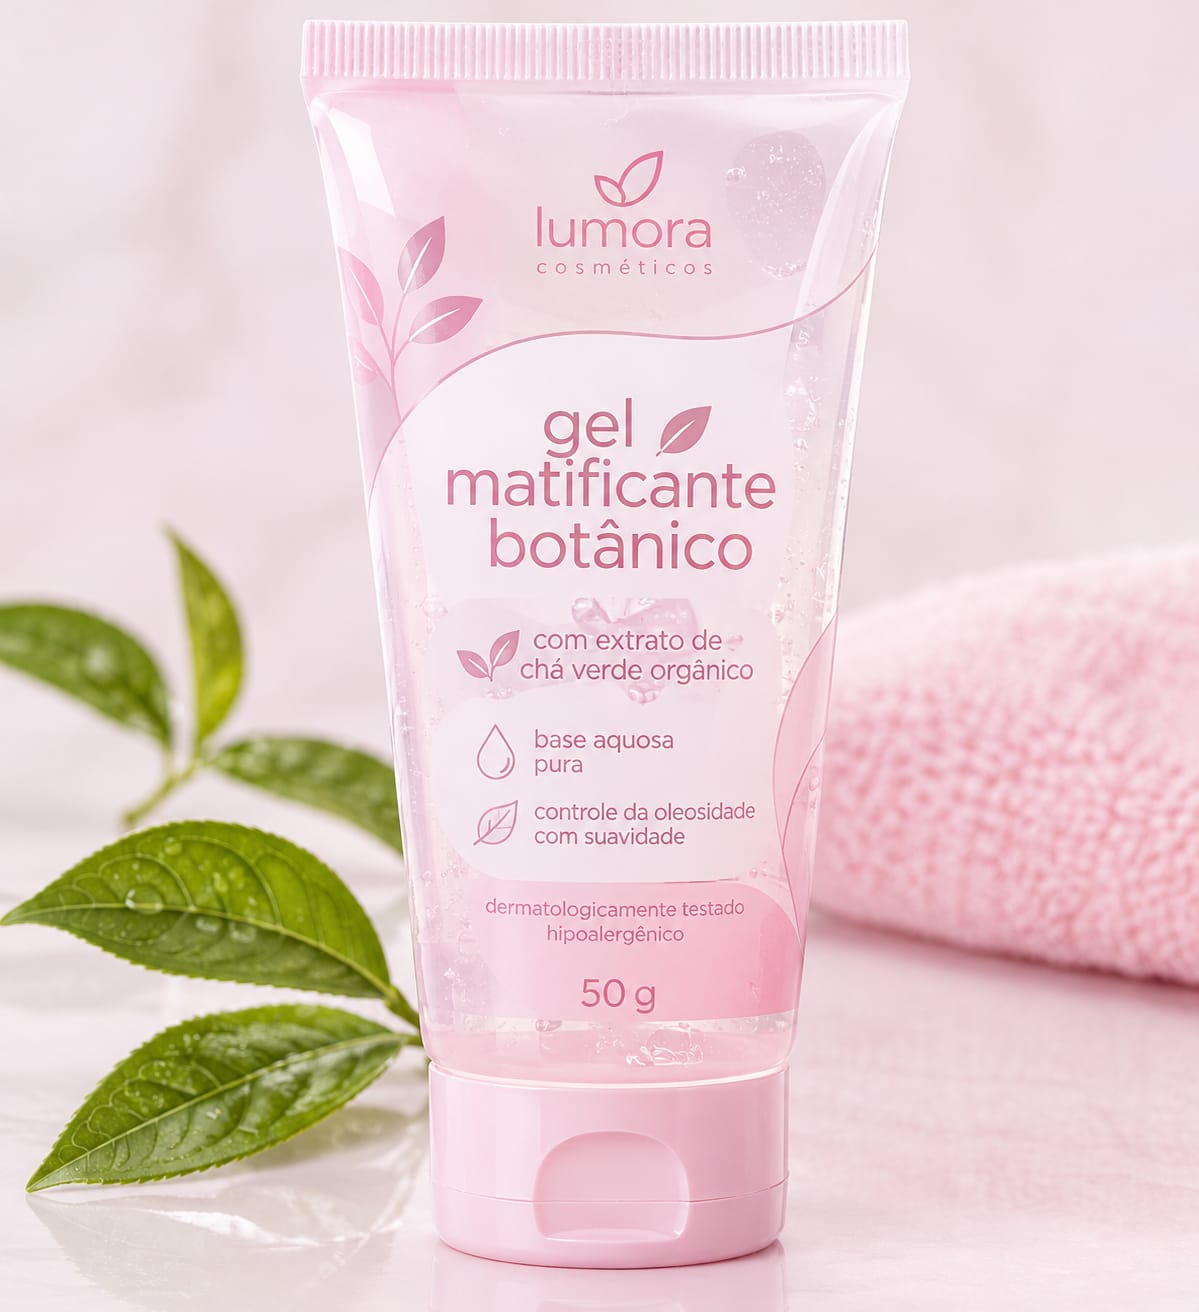 lumora
cosméticos
gel
matificante
botânico
com extrato de
chá verde orgânico
base aquosa
pura
controle da oleosidade
com suavidade
dermatologicamente testado
hipoalergênico
50 g